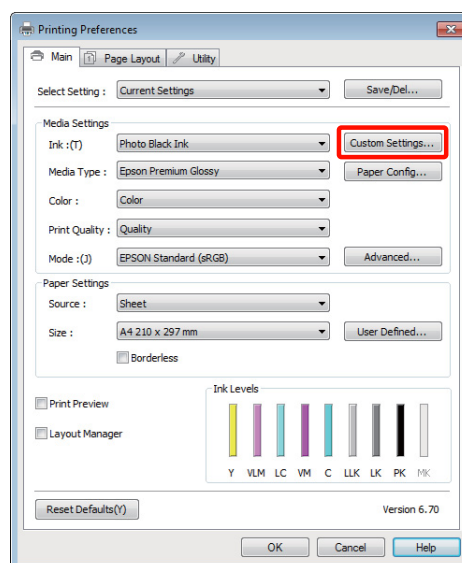 Printing Preferences
Main Page Layout Utility
Select Setting : Current Settings Save/Del...
Media Settings
Ink :(T) Photo Black Ink Custom Settings...
Media Type : Epson Premium Glossy Paper Config...
Color : Color
Print Quality : Quality
Mode :(J) EPSON Standard (sRGB) Advanced...
Paper Settings
Source : Sheet
Size : A4 210 x 297 mm User Defined...
Borderless
Ink Levels
Print Preview
Layout Manager
Y VLM LC VM C LLK LK PK MK
Reset Defaults(Y) Version 6.70
OK Cancel Help